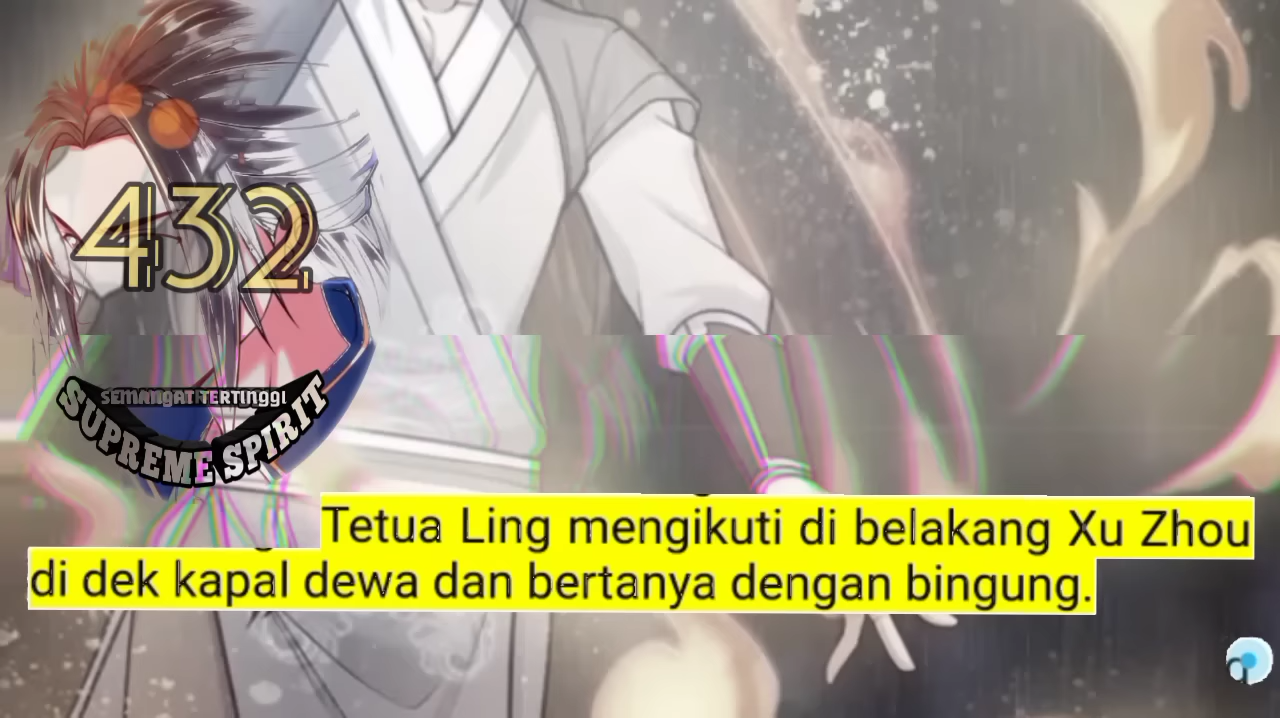 432
SEMANGAT TERTINGGI
SUPREME SPIRIT
Tetua Ling mengikuti di belakang Xu Zhou
di dek kapal dewa dan bertanya dengan bingung.